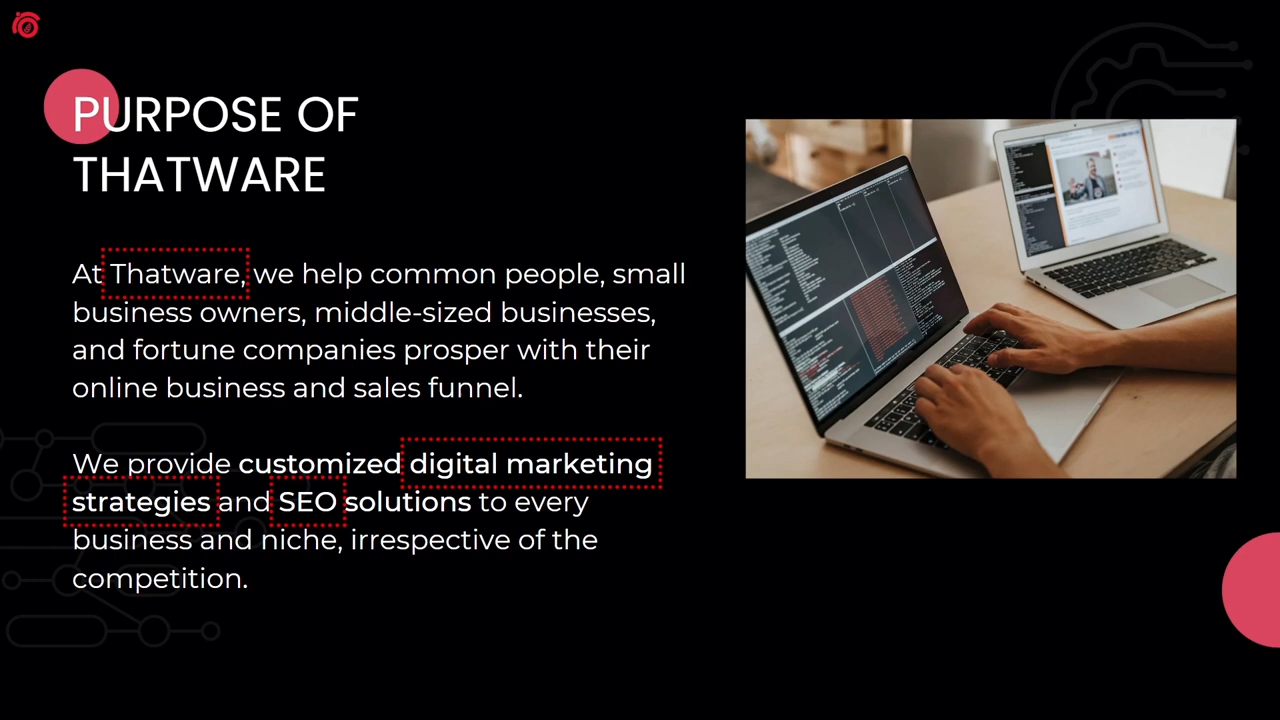 PURPOSE OF
THATWARE
At Thatware, we help common people, small
business owners, middle-sized businesses,
and fortune companies prosper with their
online business and sales funnel.
We provide customized digital marketing
strategies and SEO solutions to every
business and niche, irrespective of the
competition.